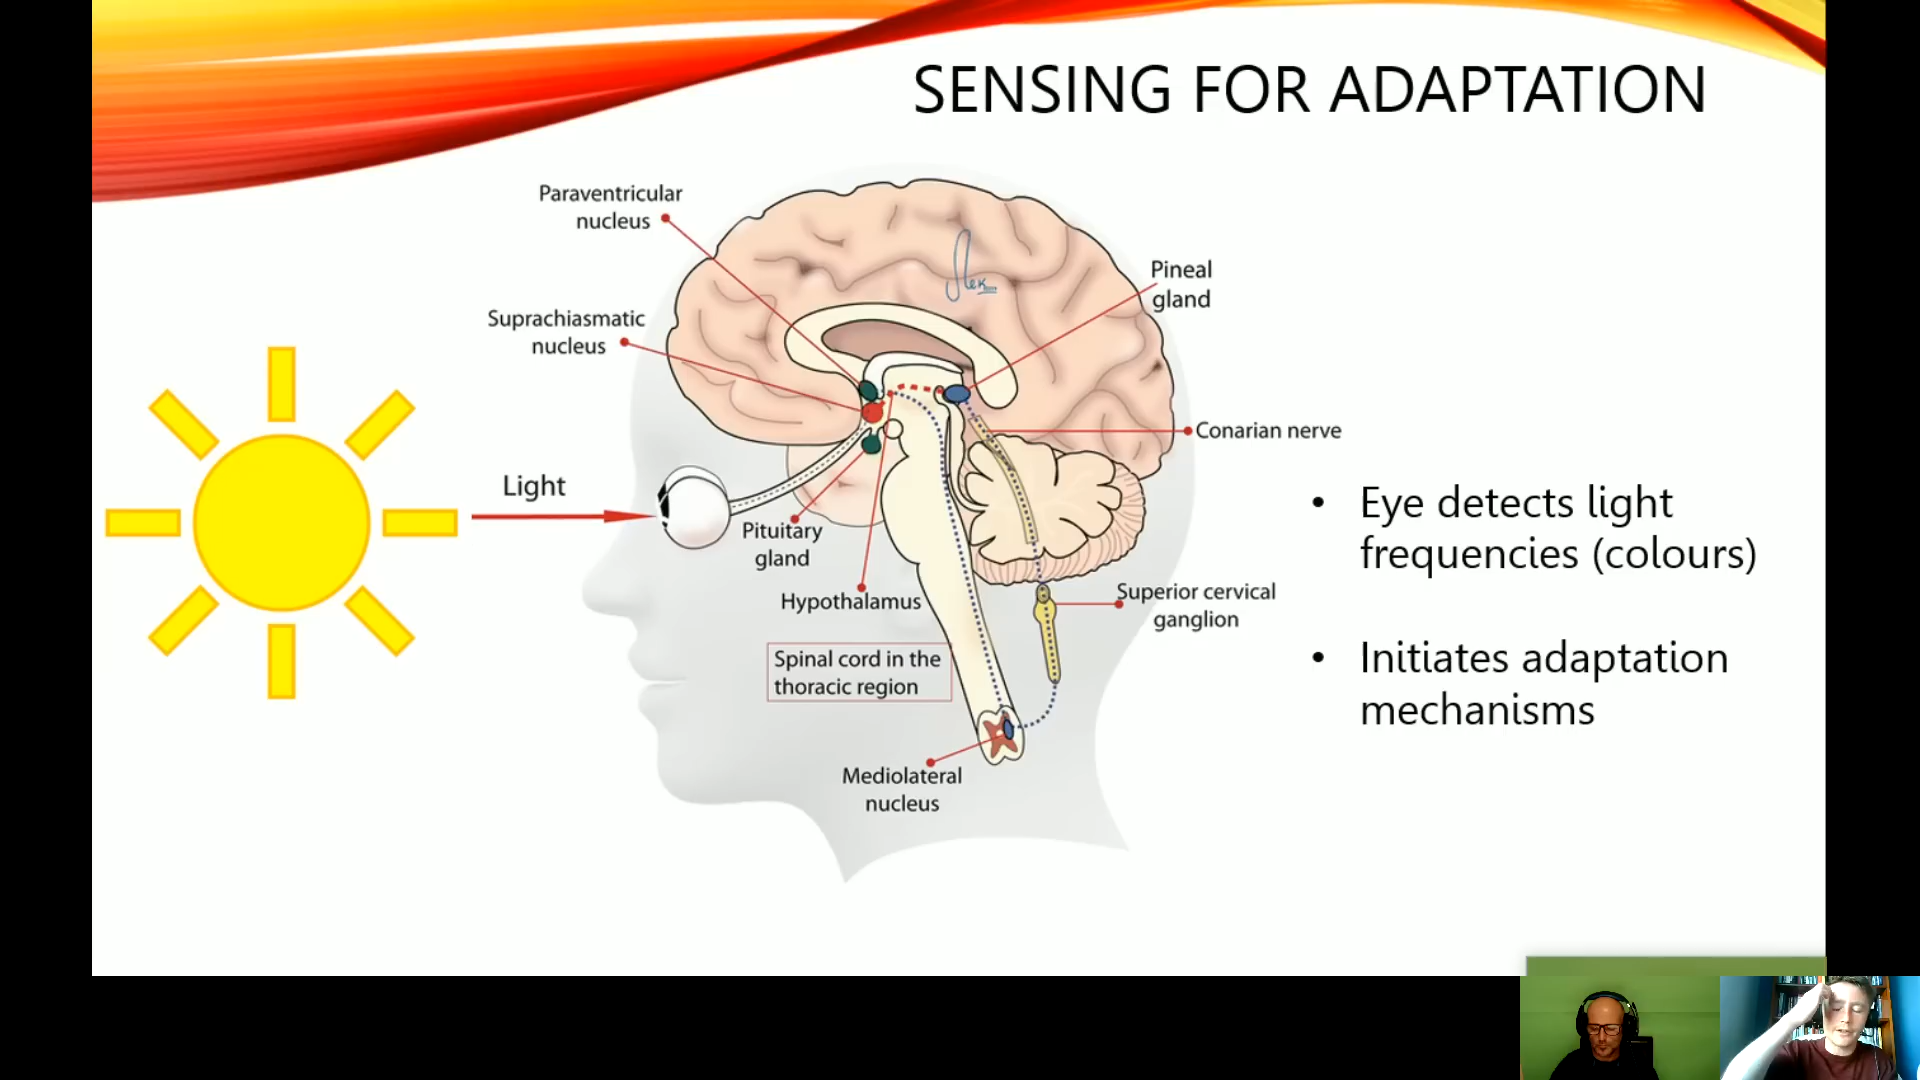 SENSING FOR ADAPTATION
Paraventricular
nucleus
Pineal
gland
Suprachiasmatic
nucleus
Conarian nerve
Light
Pituitary
gland
Hypothalamus
Superior cervical
ganglion
Spinal cord in the
thoracic region
Mediolateral
nucleus
• Eye detects light
frequencies (colours)
• Initiates adaptation
mechanisms